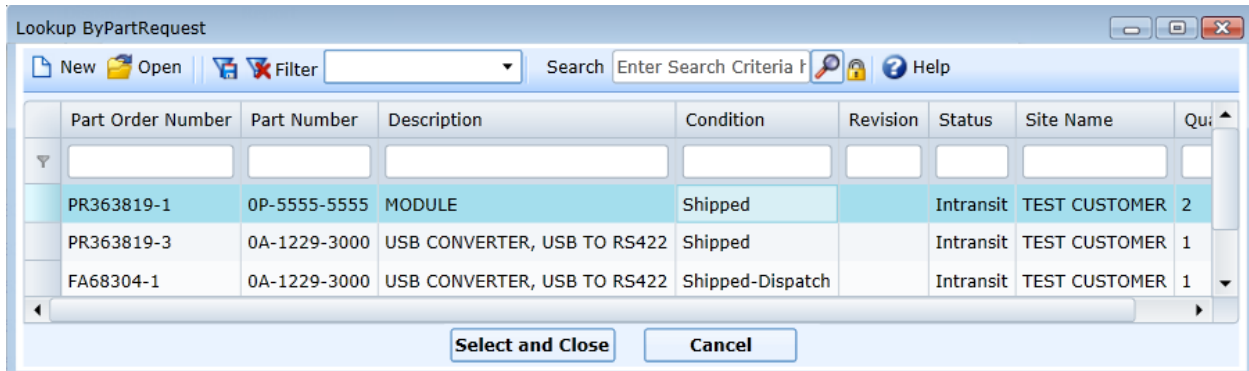 Lookup ByPartRequest
New Open Filter Search Enter Search Criteria Help
Part Order Number Part Number Description Condition Revision Status Site Name
PR363819-1 0P-5555-5555 MODULE Shipped Intransit TEST CUSTOMER 2
PR363819-3 0A-1229-3000 USB CONVERTER, USB TO RS422 Shipped Intransit TEST CUSTOMER 1
FA68304-1 0A-1229-3000 USB CONVERTER, USB TO RS422 Shipped-Dispatch Intransit TEST CUSTOMER 1
Select and Close Cancel